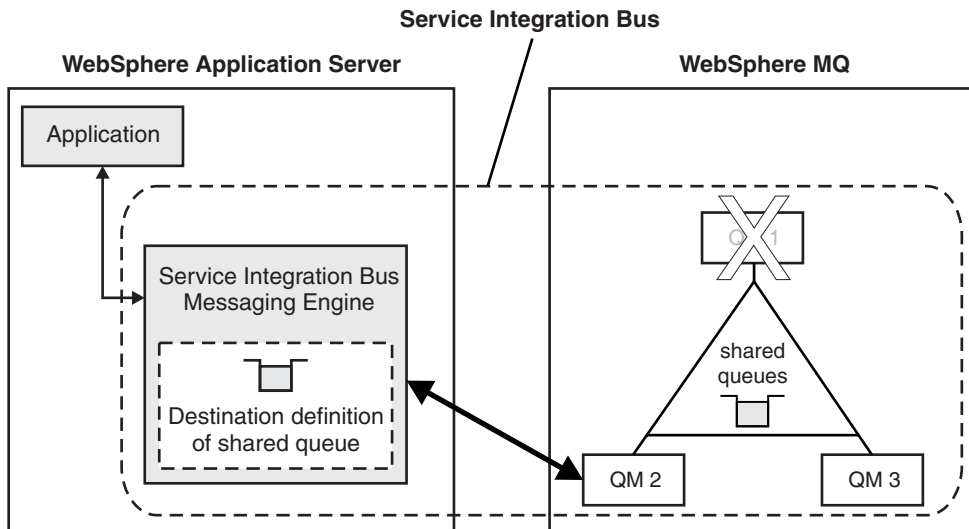 Service Integration Bus
WebSphere Application Server
WebSphere MQ
Application
Service Integration Bus
Messaging Engine
Destination definition
of shared queue
shared
queues
QM 2
QM 3